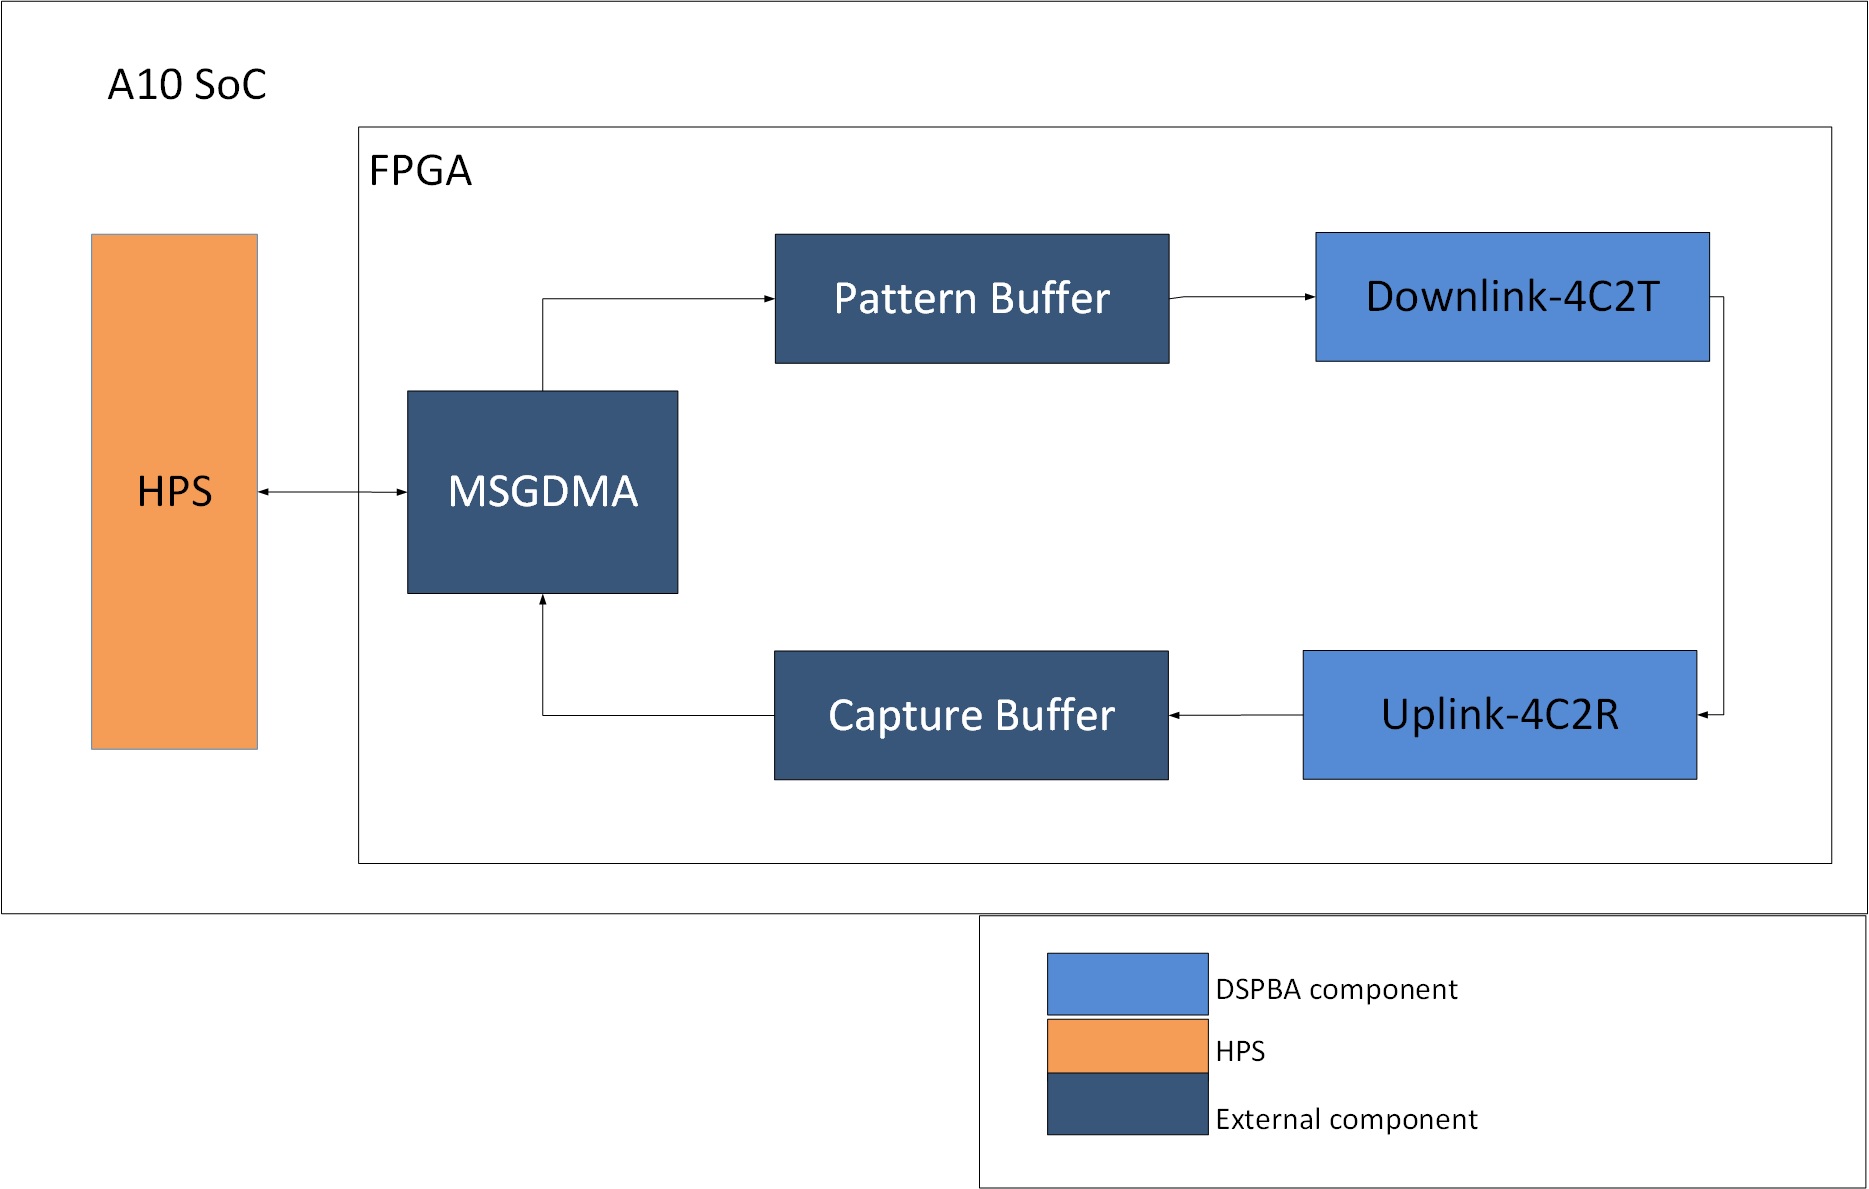 A10 SoC
FPGA
Pattern Buffer
Downlink-4C2T
HPS
MSGDMA
Capture Buffer
Uplink-4C2R
DSPBA component
HPS
External component